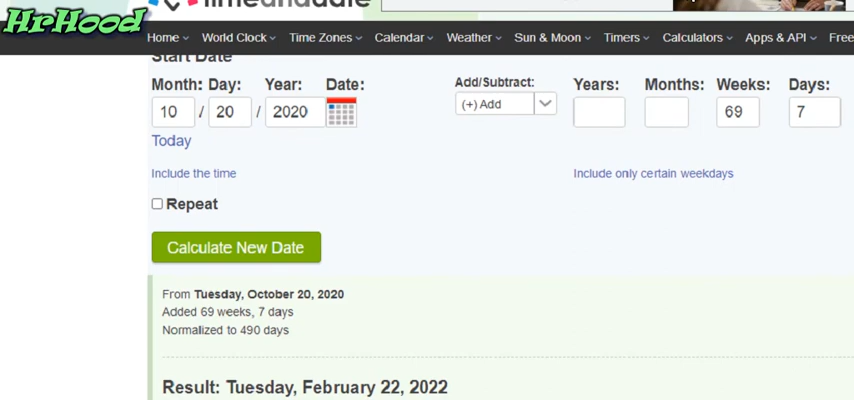 HrHood
timeanddate
Home World Clock Time Zones Calendar Weather Sun & Moon Timers Calculators Apps & API Free
Start Date
Month: Day: Year: Date: Add/Subtract: Years: Months: Weeks: Days:
10 / 20 / 2020 (+) Add 69 7
Today
Include the time Include only certain weekdays
Repeat
Calculate New Date
From Tuesday, October 20, 2020
Added 69 weeks, 7 days
Normalized to 490 days
Result: Tuesday, February 22, 2022